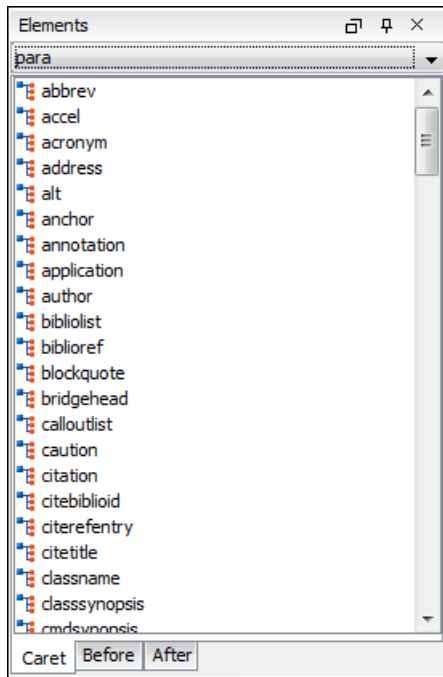 Elements
para
abbrev
accel
acronym
address
alt
anchor
annotation
application
author
bibliolist
biblioref
blockquote
bridgehead
calloutlist
caution
citation
citebiblioid
citerefentry
citetitle
classname
classsynopsis
cmdsynopsis
Caret Before After